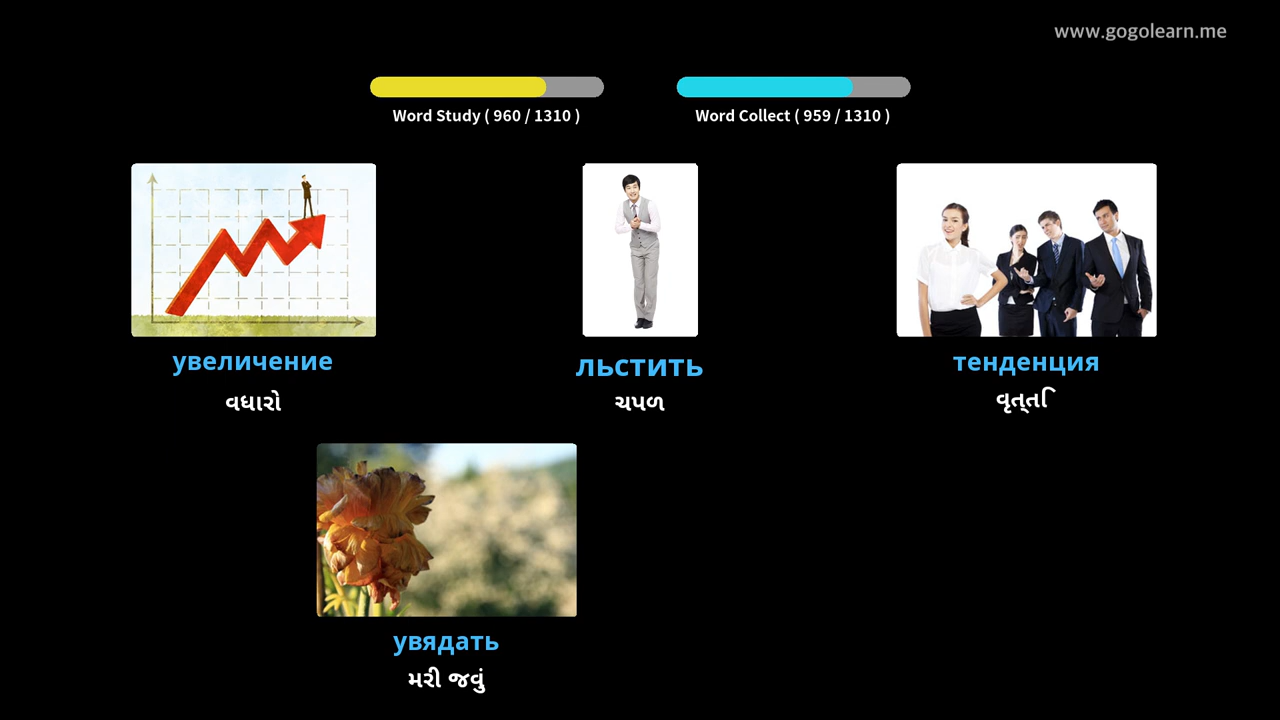 www.gogolearn.me
Word Study ( 960 / 1310 )
Word Collect ( 959 / 1310 )
увеличение
વધારો
льстить
ચપળ
тенденция
વૃત્તિ
увядать
મરી જવું